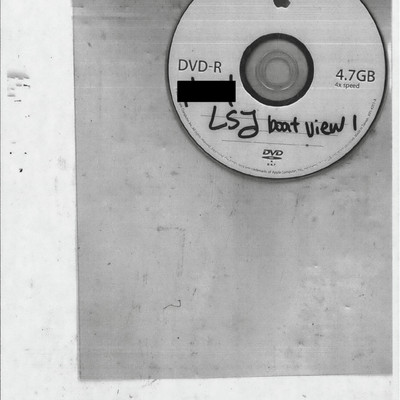 DVD-R
4.7GB
4x speed
LSJ boat view 1
DVD